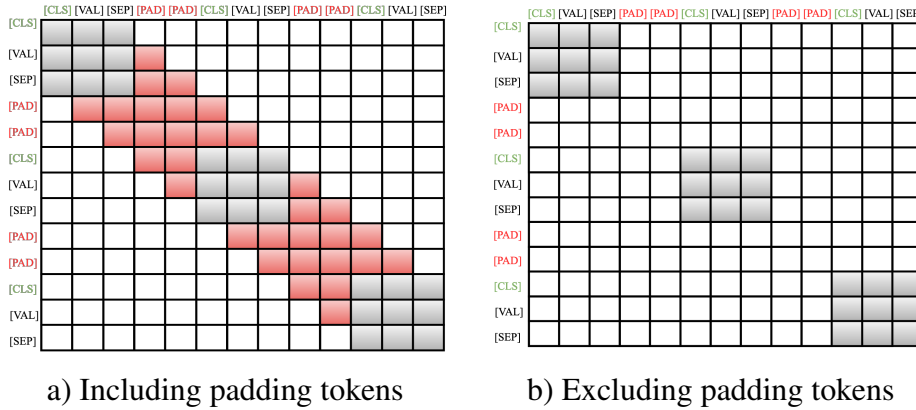 [CLS] [VAL] [SEP] [PAD] [PAD] [CLS] [VAL] [SEP] [PAD] [PAD] [CLS] [VAL] [SEP]
[CLS]
[VAL]
[SEP]
[PAD]
[PAD]
[CLS]
[VAL]
[SEP]
[PAD]
[PAD]
[CLS]
[VAL]
[SEP]
a) Including padding tokens
[CLS] [VAL] [SEP] [PAD] [PAD] [CLS] [VAL] [SEP] [PAD] [PAD] [CLS] [VAL] [SEP]
[CLS]
[VAL]
[SEP]
[PAD]
[PAD]
[CLS]
[VAL]
[SEP]
[PAD]
[PAD]
[CLS]
[VAL]
[SEP]
b) Excluding padding tokens